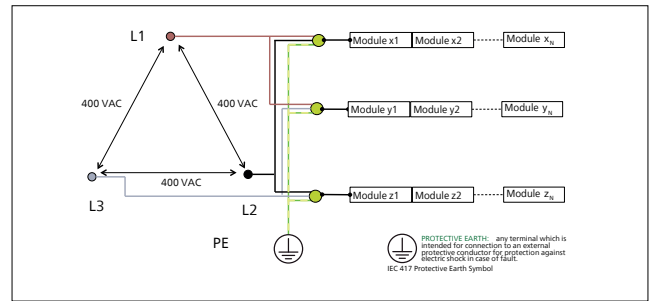 L1
Module x1 Module x2 Module xN
400 VAC 400 VAC
Module y1 Module y2 Module yN
400 VAC
L3 L2
Module z1 Module z2 Module zN
PE
PROTECTIVE EARTH: any terminal which is
intended for connection to an external
protective conductor for protection against
electric shock in case of fault.
IEC 417 Protective Earth Symbol